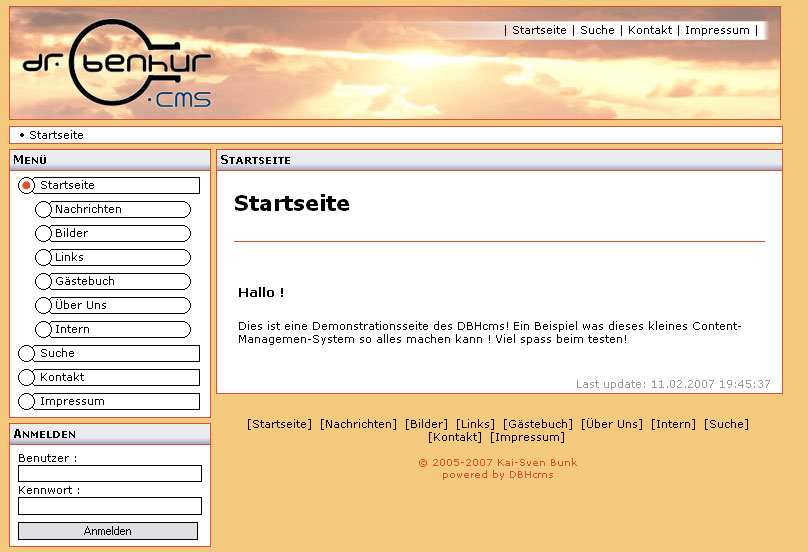 dr. benhur
.CMS
| Startseite | Suche | Kontakt | Impressum |
• Startseite
Menü
Startseite
Nachrichten
Bilder
Links
Gästebuch
Über Uns
Intern
Suche
Kontakt
Impressum
Anmelden
Benutzer :
Kennwort :
Anmelden
Startseite
Startseite
Hallo !
Dies ist eine Demonstrationsseite des DBHcms! Ein Beispiel was dieses kleines Content-
Managemen-System so alles machen kann ! Viel spass beim testen!
Last update: 11.02.2007 19:45:37
[Startseite] [Nachrichten] [Bilder] [Links] [Gästebuch] [Über Uns] [Intern] [Suche]
[Kontakt] [Impressum]
© 2005-2007 Kai-Sven Bunk
powered by DBHcms